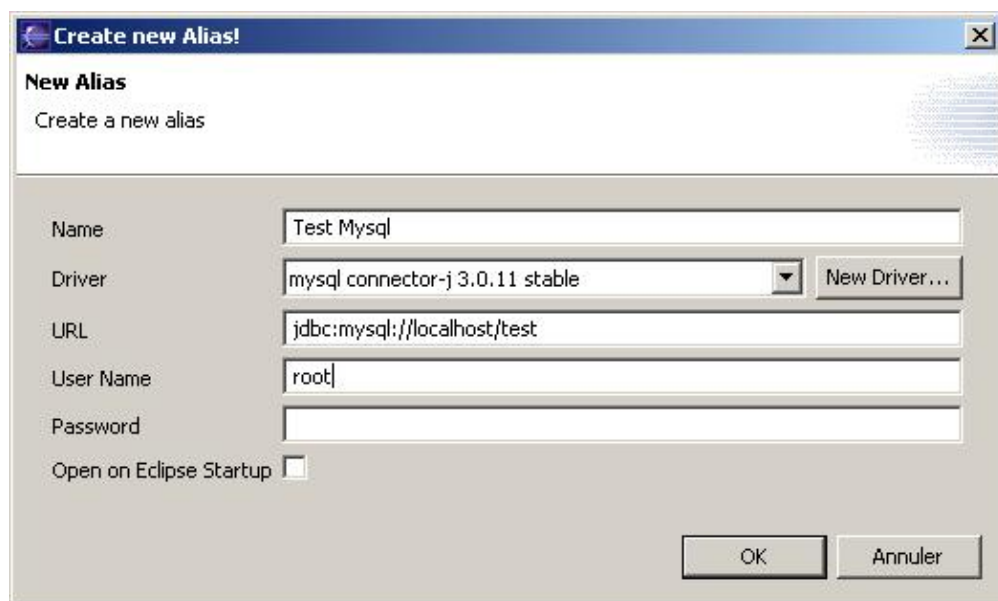 Create new Alias!
New Alias
Create a new alias
Name Test Mysql
Driver mysql connector-j 3.0.11 stable New Driver...
URL jdbc:mysql://localhost/test
User Name root
Password
Open on Eclipse Startup
OK Annuler